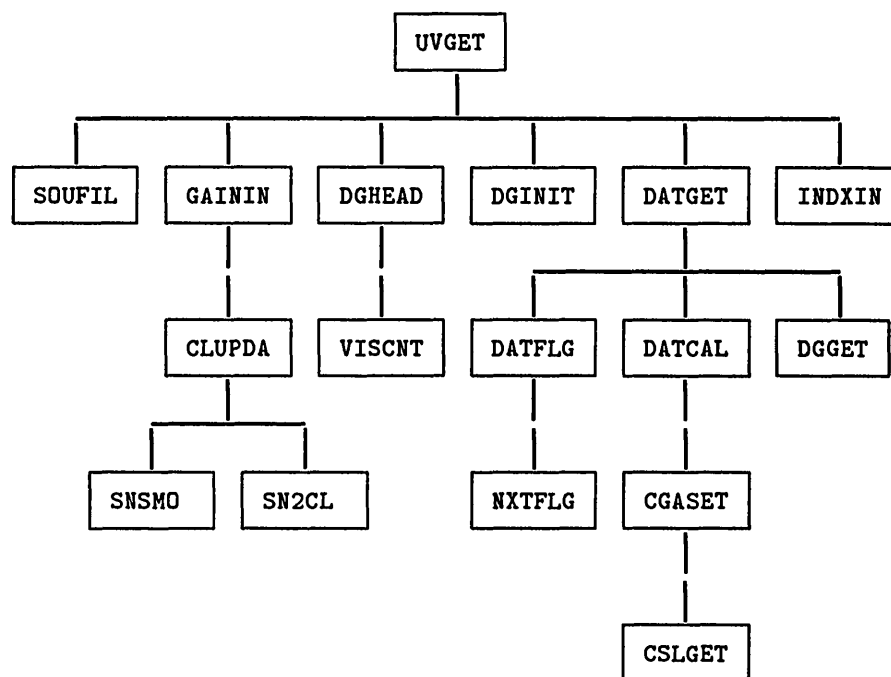 UVGET
SOUFIL GAININ DGHEAD DGINIT DATGET INDXIN
CLUPDA VISCNT DATFLG DATCAL DGGET
SNSMO SN2CL NXTFLG CGASET
CSLGET